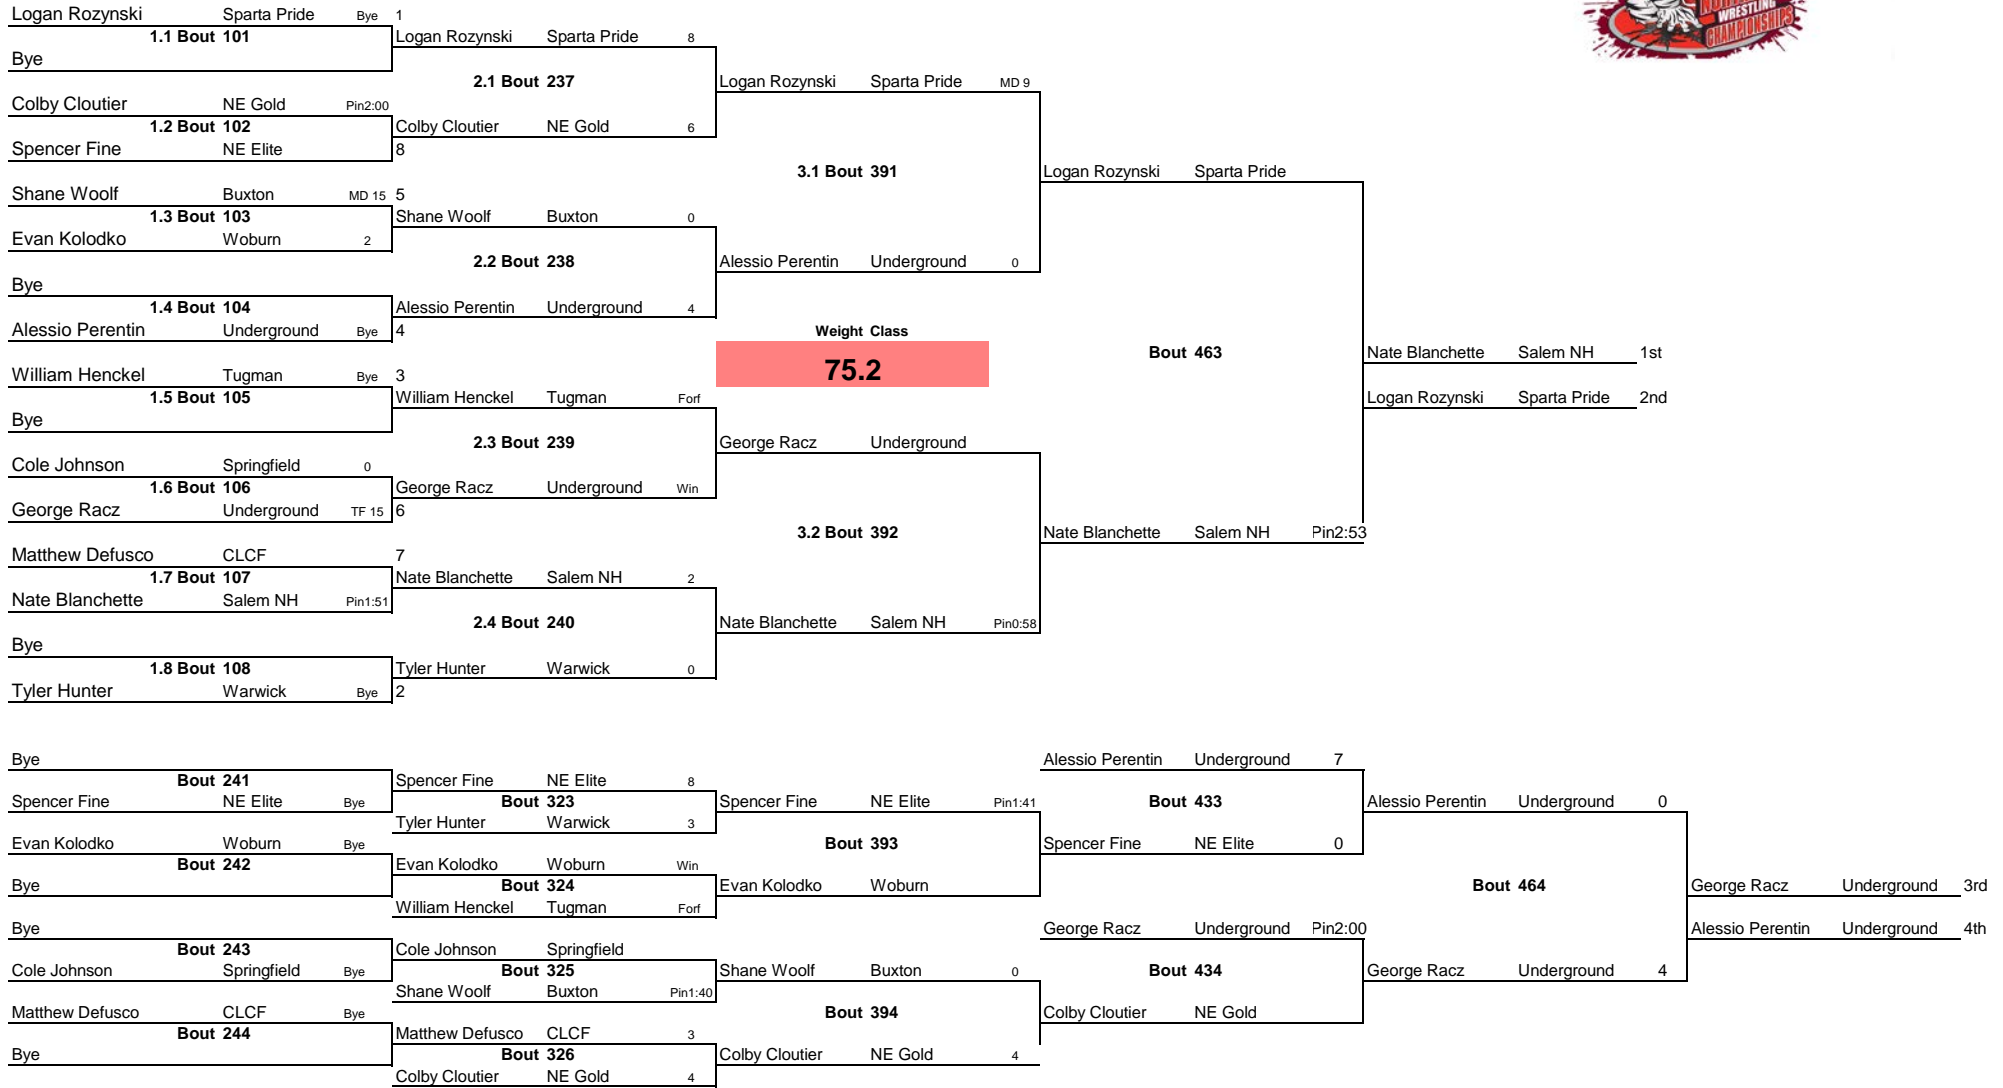 WRESTLING
CHAMPIONSHIPS
Logan Rozynski Sparta Pride Bye 1
1.1 Bout 101 Logan Rozynski Sparta Pride 8
Bye
2.1 Bout 237 Logan Rozynski Sparta Pride MD 9
Colby Cloutier NE Gold Pin2:00
1.2 Bout 102 Colby Cloutier NE Gold 6
Spencer Fine NE Elite 8
3.1 Bout 391 Logan Rozynski Sparta Pride
Shane Woolf Buxton MD 15 5
1.3 Bout 103 Shane Woolf Buxton 0
Evan Kolodko Woburn 2
2.2 Bout 238 Alessio Perentin Underground 0
Bye
1.4 Bout 104 Alessio Perentin Underground 4
Alessio Perentin Underground Bye 4 Weight Class
Bout 463 Nate Blanchette Salem NH 1st
William Henckel Tugman Bye 3 75.2
1.5 Bout 105 William Henckel Tugman Forf Logan Rozynski Sparta Pride 2nd
Bye
2.3 Bout 239 George Racz Underground
Cole Johnson Springfield 0
1.6 Bout 106 George Racz Underground Win
George Racz Underground TF 15 6
3.2 Bout 392 Nate Blanchette Salem NH Pin2:53
Matthew Defusco CLCF 7
1.7 Bout 107 Nate Blanchette Salem NH 2
Nate Blanchette Salem NH Pin1:51
2.4 Bout 240 Nate Blanchette Salem NH Pin0:58
Bye
1.8 Bout 108 Tyler Hunter Warwick 0
Tyler Hunter Warwick Bye 2
Bye Alessio Perentin Underground 7
Bout 241 Spencer Fine NE Elite 8
Spencer Fine NE Elite Bye Bout 323 Spencer Fine NE Elite Pin1:41 Bout 433 Alessio Perentin Underground 0
Tyler Hunter Warwick 3
Evan Kolodko Woburn Bye Bout 393 Spencer Fine NE Elite 0
Bout 242 Evan Kolodko Woburn Win
Bye Bout 324 Evan Kolodko Woburn Bout 464 George Racz Underground 3rd
William Henckel Tugman Forf
Bye George Racz Underground Pin2:00 Alessio Perentin Underground 4th
Bout 243 Cole Johnson Springfield
Cole Johnson Springfield Bye Bout 325 Shane Woolf Buxton 0 Bout 434 George Racz Underground 4
Shane Woolf Buxton Pin1:40
Matthew Defusco CLCF Bye Bout 394 Colby Cloutier NE Gold
Bout 244 Matthew Defusco CLCF 3
Bye Bout 326 Colby Cloutier NE Gold 4
Colby Cloutier NE Gold 4